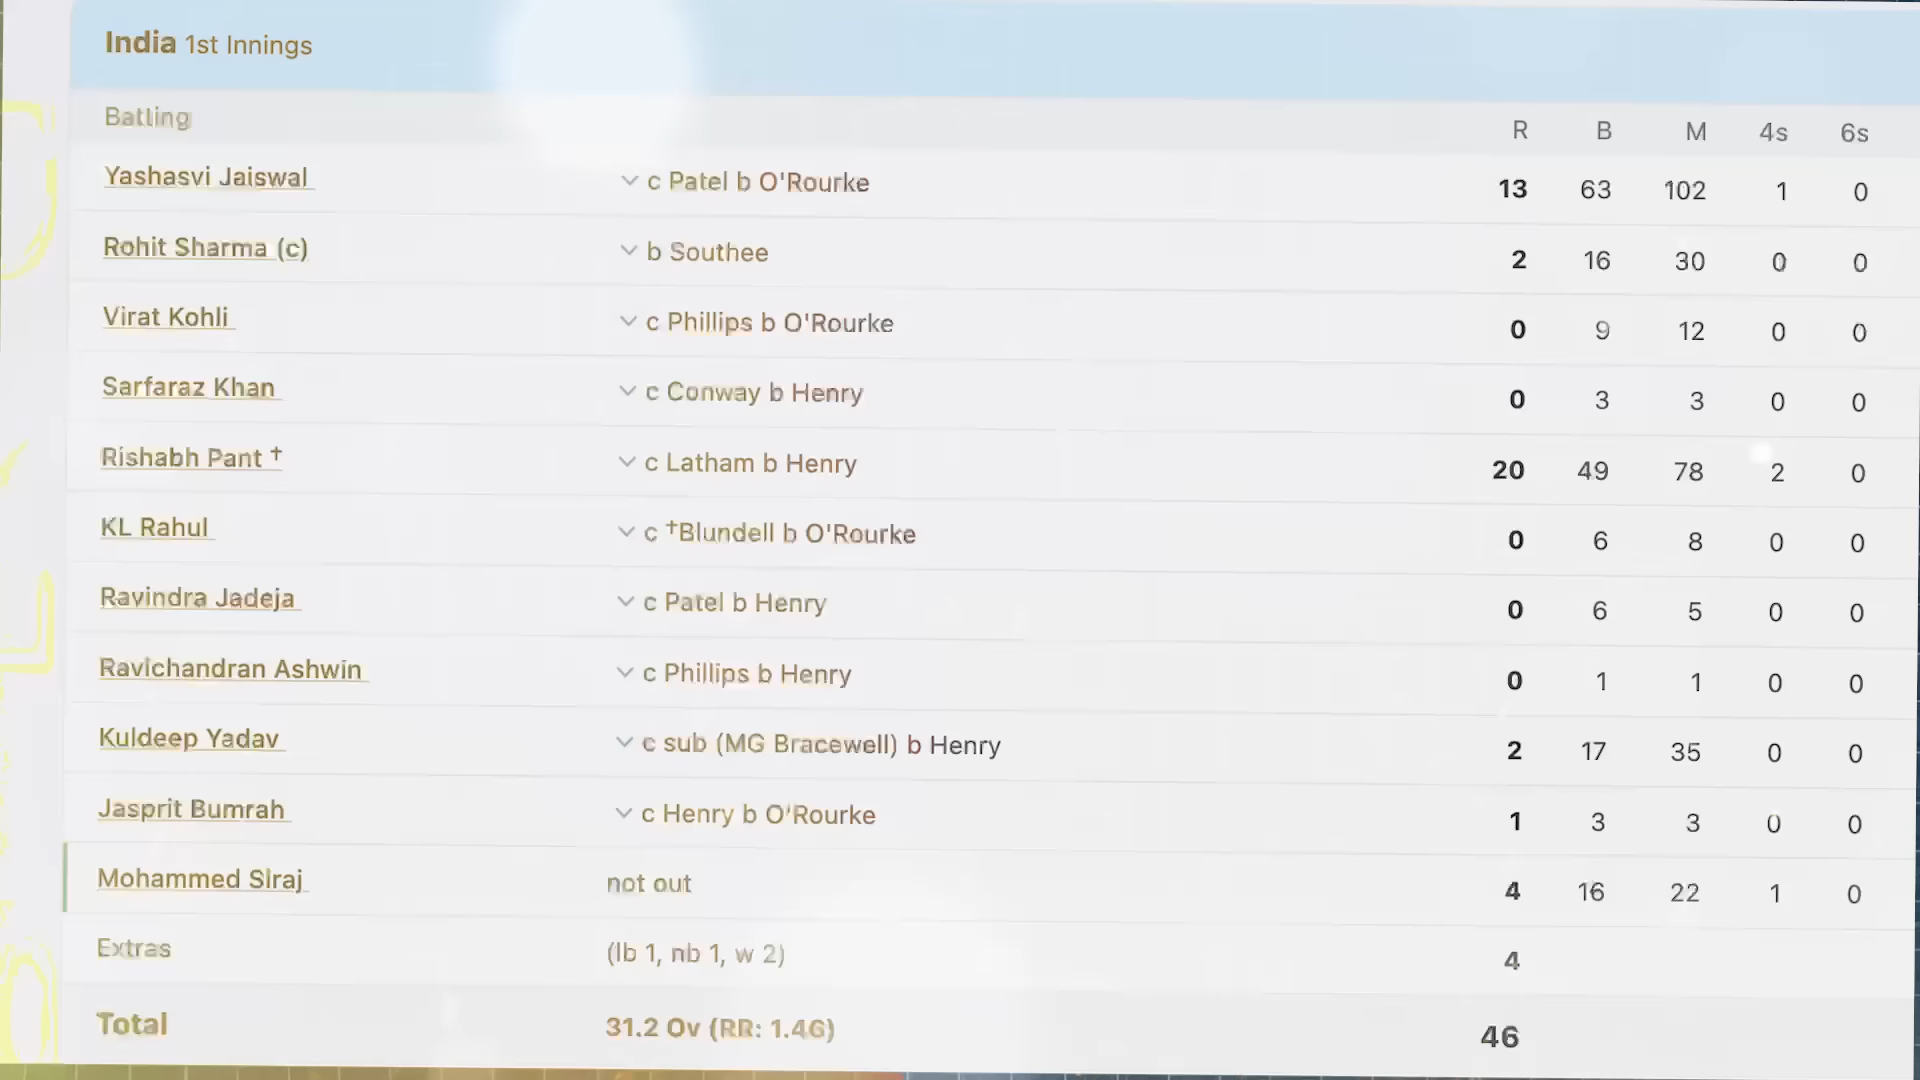 India 1st Innings
Batting R B M 4s 6s
Yashasvi Jaiswal c Patel b O'Rourke 13 63 102 1 0
Rohit Sharma (c) b Southee 2 16 30 0 0
Virat Kohli c Phillips b O'Rourke 0 9 12 0 0
Sarfaraz Khan c Conway b Henry 0 3 3 0 0
Rishabh Pant † c Latham b Henry 20 49 78 2 0
KL Rahul c †Blundell b O'Rourke 0 6 8 0 0
Ravindra Jadeja c Patel b Henry 0 6 5 0 0
Ravichandran Ashwin c Phillips b Henry 0 1 1 0 0
Kuldeep Yadav c sub (MG Bracewell) b Henry 2 17 35 0 0
Jasprit Bumrah c Henry b O'Rourke 1 3 3 0 0
Mohammed Siraj not out 4 16 22 1 0
Extras (lb 1, nb 1, w 2) 4
Total 31.2 Ov (RR: 1.46) 46